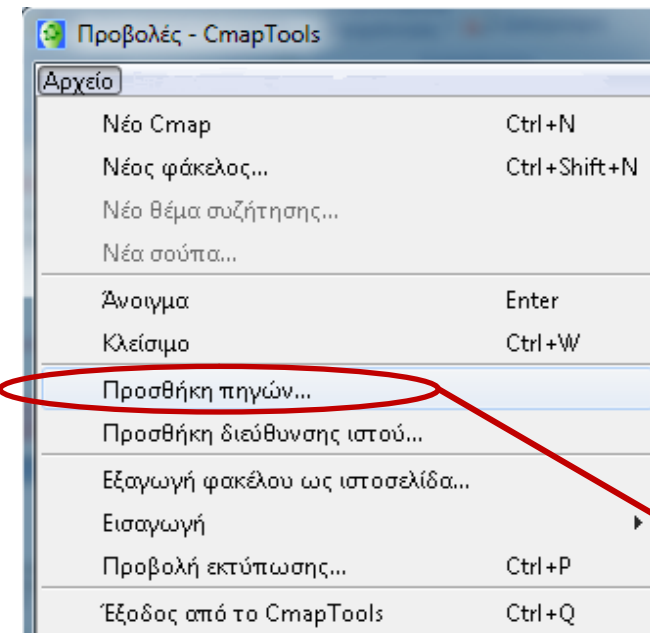 Προβολές - CmapTools
Αρχείο
Νέο Cmap Ctrl+N
Νέος φάκελος... Ctrl+Shift+N
Νέο θέμα συζήτησης...
Νέα σούπα...
Άνοιγμα Enter
Κλείσιμο Ctrl+W
Προσθήκη πηγών...
Προσθήκη διεύθυνσης ιστού...
Εξαγωγή φακέλου ως ιστοσελίδα...
Εισαγωγή
Προβολή εκτύπωσης... Ctrl+P
Έξοδος από το CmapTools Ctrl+Q